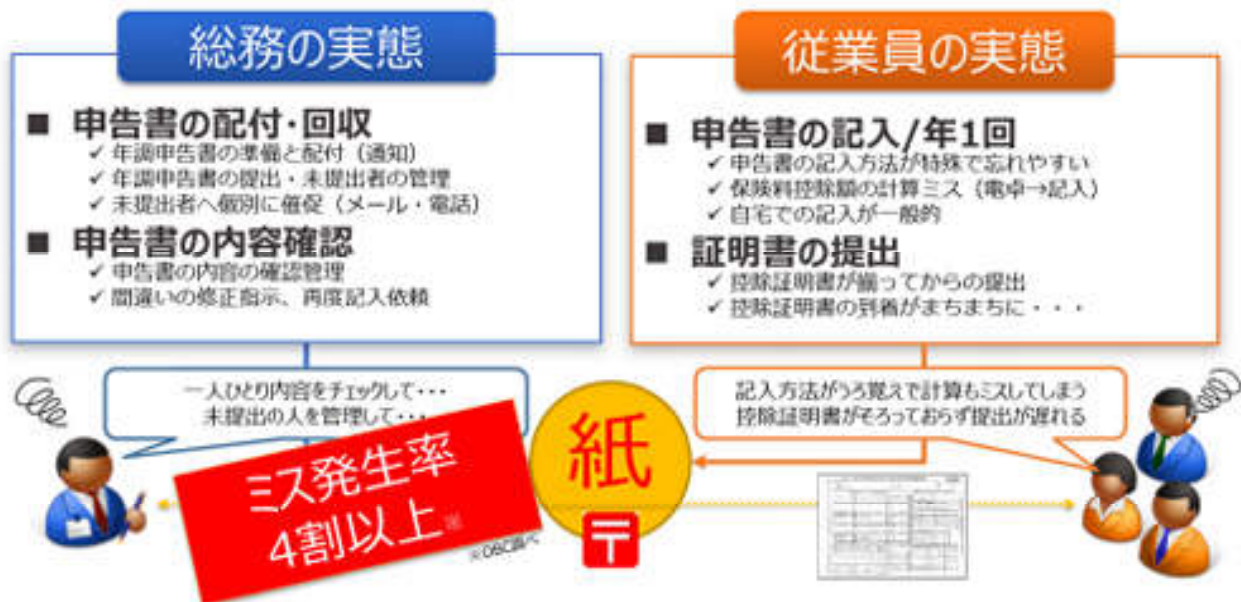 総務の実態
■ 申告書の配付・回収
✓ 年調申告書の準備と配付（通知）
✓ 年調申告書の提出・未提出者の管理
✓ 未提出者へ個別に催促（メール・電話）
■ 申告書の内容確認
✓ 申告書の内容の確認管理
✓ 間違いの修正指示、再度記入依頼
従業員の実態
■ 申告書の記入/年1回
✓ 申告書の記入方法が特殊で忘れやすい
✓ 保険料控除額の計算ミス（電卓→記入）
✓ 自宅での記入が一般的
■ 証明書の提出
✓ 控除証明書が揃ってからの提出
✓ 控除証明書の到着がまちまちに・・・
一人ひとり内容をチェックして・・・
未提出の人を管理して・・・
記入方法がうろ覚えで計算もミスしてしまう
控除証明書がそろっておらず提出が遅れる
ミス発生率
4割以上※
※OBC調べ
紙
〒